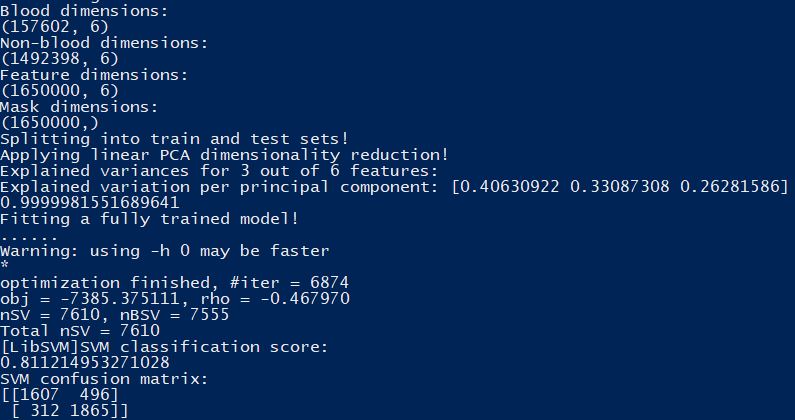 Blood dimensions:
(157602, 6)
Non-blood dimensions:
(1492398, 6)
Feature dimensions:
(1650000, 6)
Mask dimensions:
(1650000,)
Splitting into train and test sets!
Applying linear PCA dimensionality reduction!
Explained variances for 3 out of 6 features:
Explained variation per principal component: [0.40630922 0.33087308 0.26281586]
0.9999981551689641
Fitting a fully trained model!
......
Warning: using -h 0 may be faster
*
optimization finished, #iter = 6874
obj = -7385.375111, rho = -0.467970
nSV = 7610, nBSV = 7555
Total nSV = 7610
[LibSVM]SVM classification score:
0.811214953271028
SVM confusion matrix:
[[1607  496]
 [ 312 1865]]